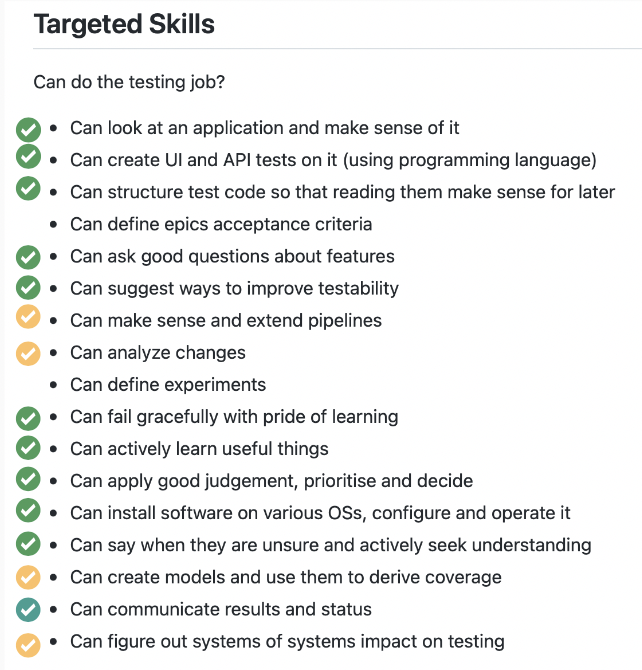 Targeted Skills
Can do the testing job?
• Can look at an application and make sense of it
• Can create UI and API tests on it (using programming language)
• Can structure test code so that reading them make sense for later
• Can define epics acceptance criteria
• Can ask good questions about features
• Can suggest ways to improve testability
• Can make sense and extend pipelines
• Can analyze changes
• Can define experiments
• Can fail gracefully with pride of learning
• Can actively learn useful things
• Can apply good judgement, prioritise and decide
• Can install software on various OSs, configure and operate it
• Can say when they are unsure and actively seek understanding
• Can create models and use them to derive coverage
• Can communicate results and status
• Can figure out systems of systems impact on testing